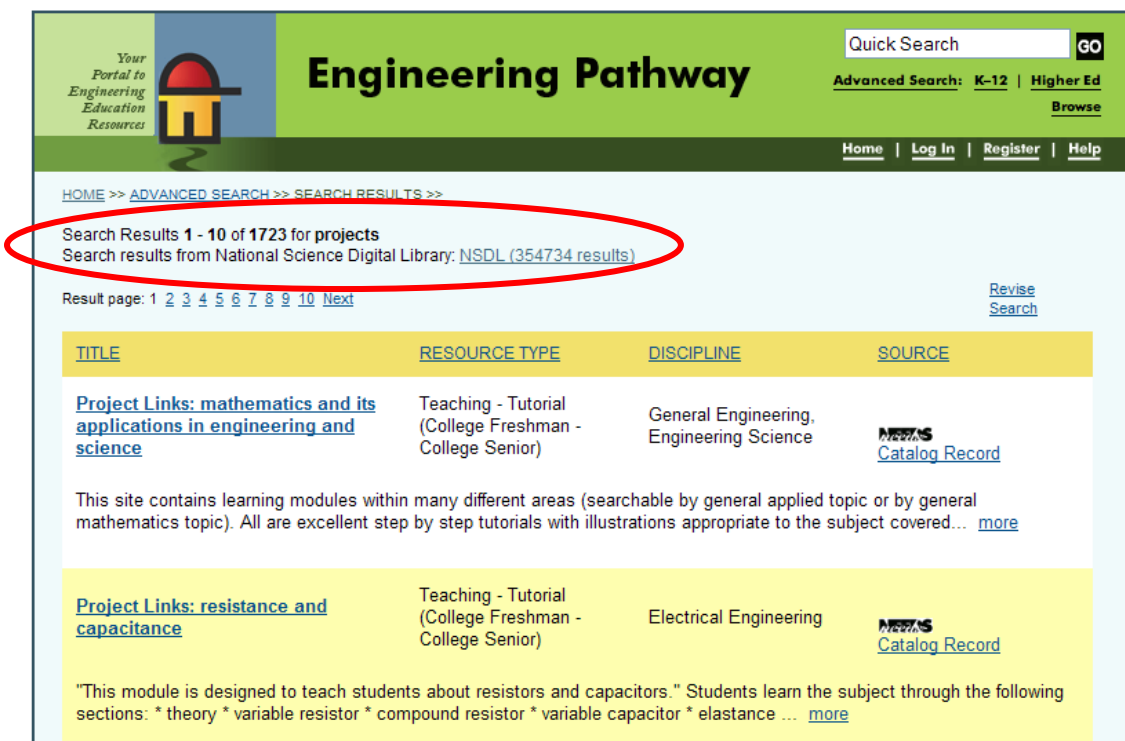 Your
Portal to
Engineering
Education
Resources
Engineering Pathway
Quick Search GO
Advanced Search: K–12 | Higher Ed
Browse
Home | Log In | Register | Help
HOME >> ADVANCED SEARCH >> SEARCH RESULTS >>
Search Results 1 - 10 of 1723 for projects
Search results from National Science Digital Library: NSDL (354734 results)
Result page: 1 2 3 4 5 6 7 8 9 10 Next
Revise
Search
TITLE RESOURCE TYPE DISCIPLINE SOURCE
Project Links: mathematics and its
applications in engineering and
science
Teaching - Tutorial
(College Freshman -
College Senior)
General Engineering,
Engineering Science
Catalog Record
This site contains learning modules within many different areas (searchable by general applied topic or by general
mathematics topic). All are excellent step by step tutorials with illustrations appropriate to the subject covered... more
Project Links: resistance and
capacitance
Teaching - Tutorial
(College Freshman -
College Senior)
Electrical Engineering
Catalog Record
"This module is designed to teach students about resistors and capacitors." Students learn the subject through the following
sections: * theory * variable resistor * compound resistor * variable capacitor * elastance ... more